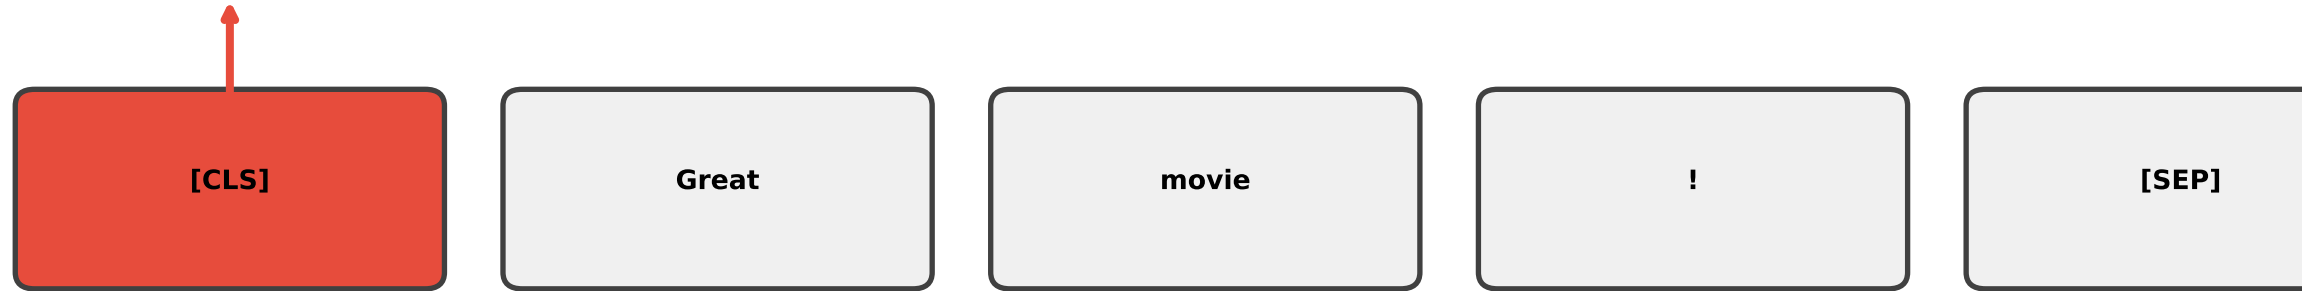 [CLS] Great movie ! [SEP]